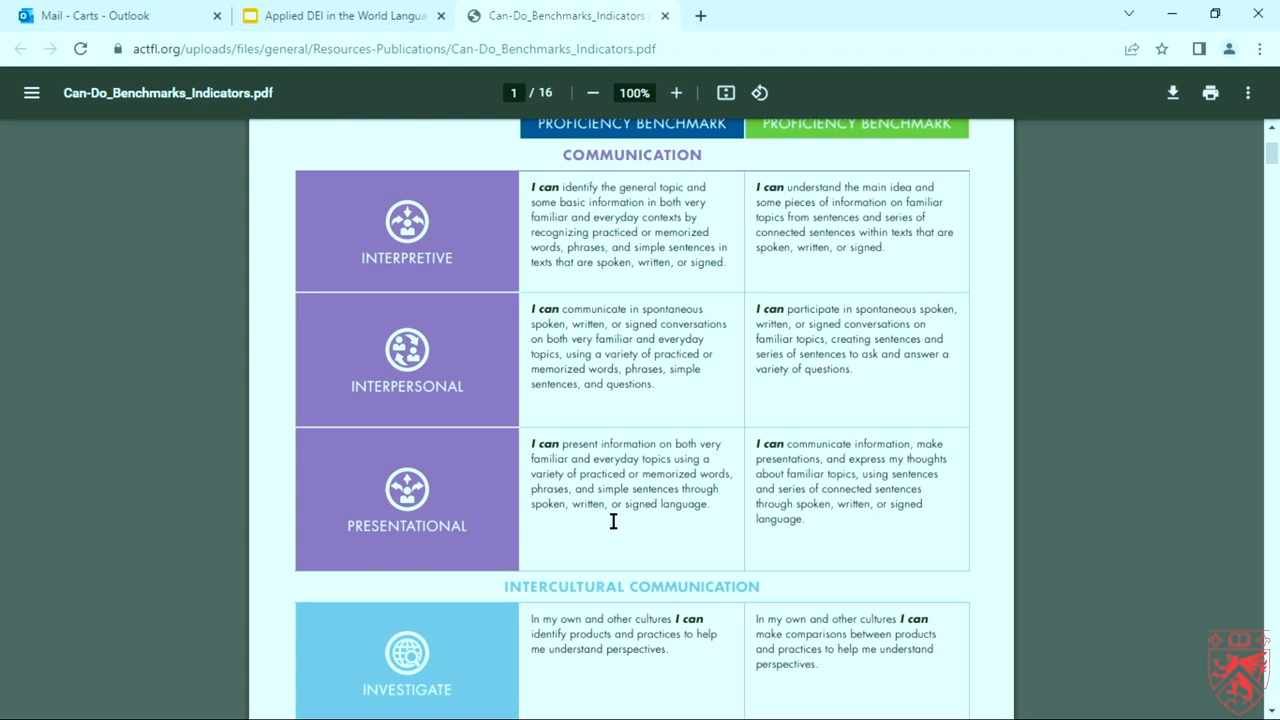 Mail - Carts - Outlook
Applied DEI in the World Langua
Can-Do_Benchmarks_Indicators
actfl.org/uploads/files/general/Resources-Publications/Can-Do_Benchmarks_Indicators.pdf
Can-Do_Benchmarks_Indicators.pdf
1 / 16
100%
PROFICIENCY BENCHMARK
PROFICIENCY BENCHMARK
COMMUNICATION
INTERPRETIVE
I can identify the general topic and
some basic information in both very
familiar and everyday contexts by
recognizing practiced or memorized
words, phrases, and simple sentences in
texts that are spoken, written, or signed.
I can understand the main idea and
some pieces of information on familiar
topics from sentences and series of
connected sentences within texts that are
spoken, written, or signed.
INTERPERSONAL
I can communicate in spontaneous
spoken, written, or signed conversations
on both very familiar and everyday
topics, using a variety of practiced or
memorized words, phrases, simple
sentences, and questions.
I can participate in spontaneous spoken,
written, or signed conversations on
familiar topics, creating sentences and
series of sentences to ask and answer a
variety of questions.
PRESENTATIONAL
I can present information on both very
familiar and everyday topics using a
variety of practiced or memorized words,
phrases, and simple sentences through
spoken, written, or signed language.
I can communicate information, make
presentations, and express my thoughts
about familiar topics, using sentences
and series of connected sentences
through spoken, written, or signed
language.
INTERCULTURAL COMMUNICATION
INVESTIGATE
In my own and other cultures I can
identify products and practices to help
me understand perspectives.
In my own and other cultures I can
make comparisons between products
and practices to help me understand
perspectives.